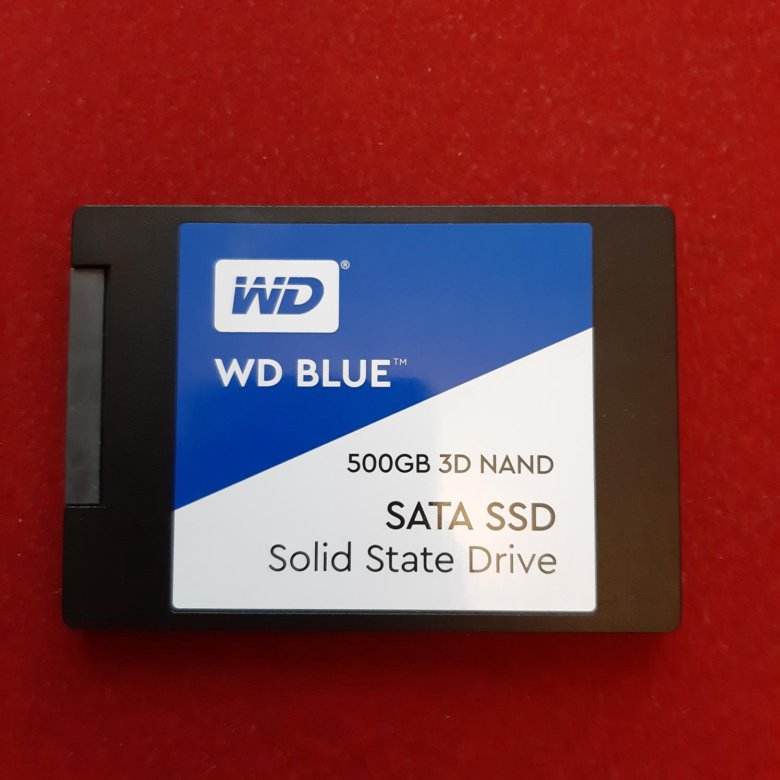 WD®
WD BLUE™
500GB 3D NAND
SATA SSD
Solid State Drive